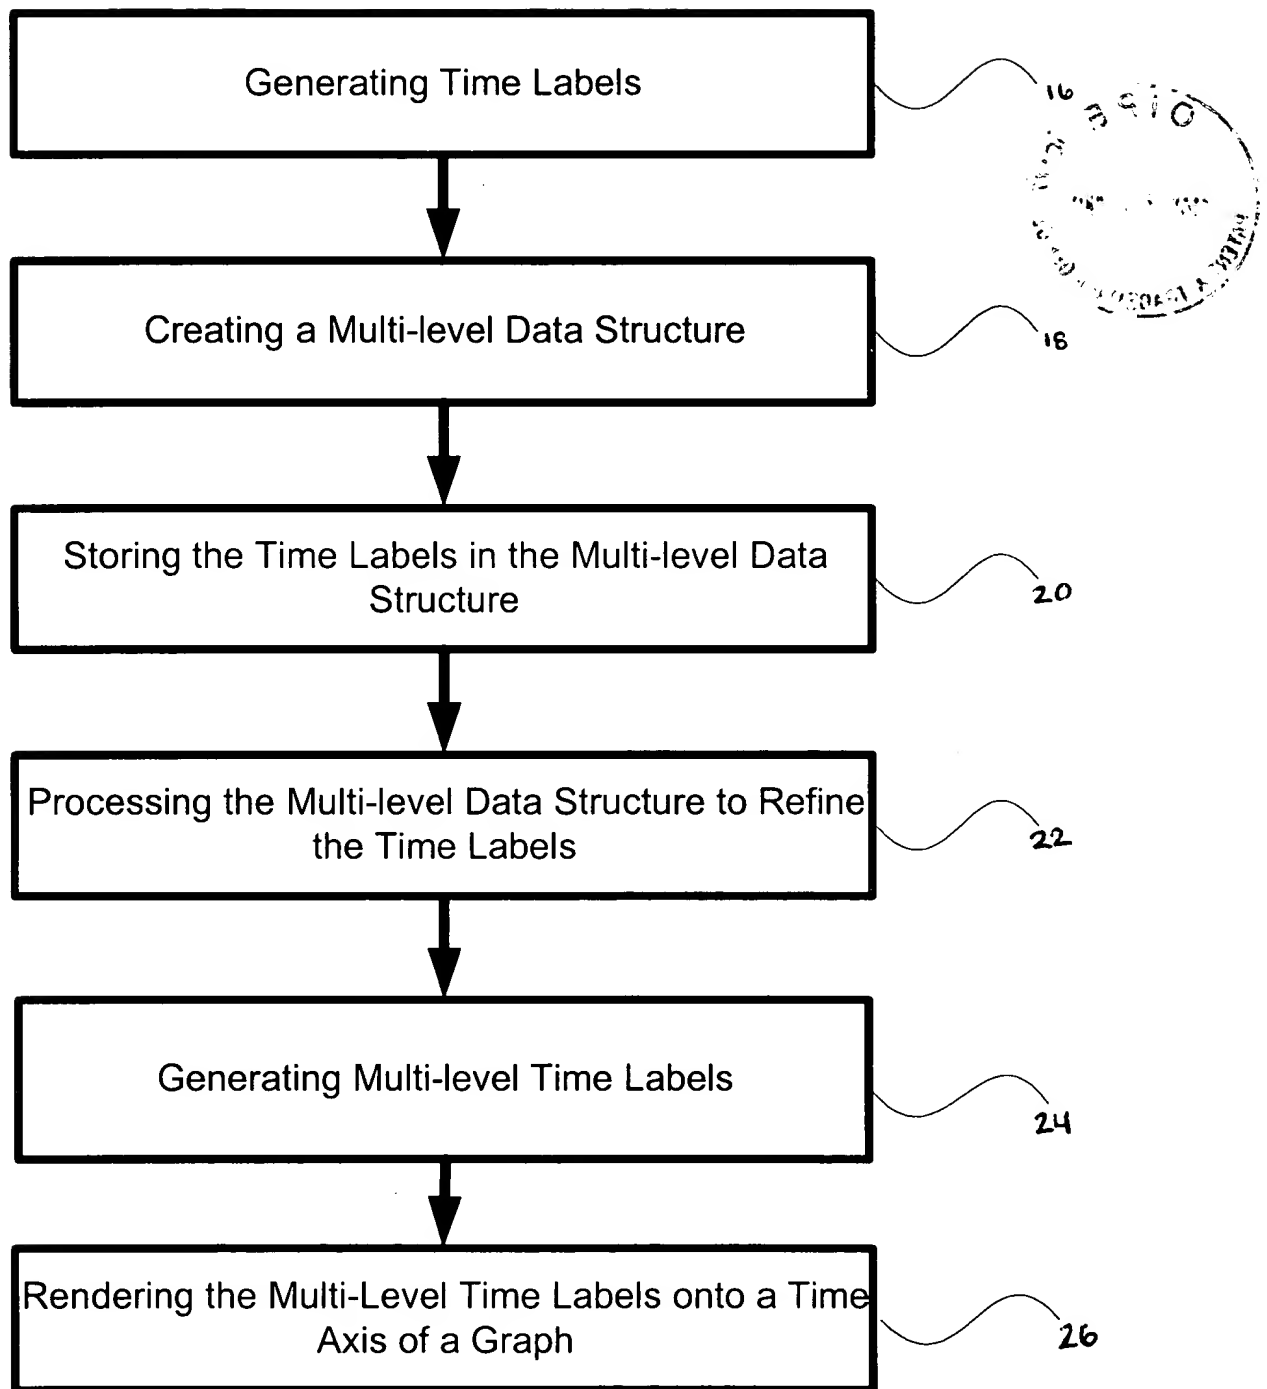 Generating Time Labels
16
Creating a Multi-level Data Structure
18
Storing the Time Labels in the Multi-level Data
Structure
20
Processing the Multi-level Data Structure to Refine
the Time Labels
22
Generating Multi-level Time Labels
24
Rendering the Multi-Level Time Labels onto a Time
Axis of a Graph
26
OIPE